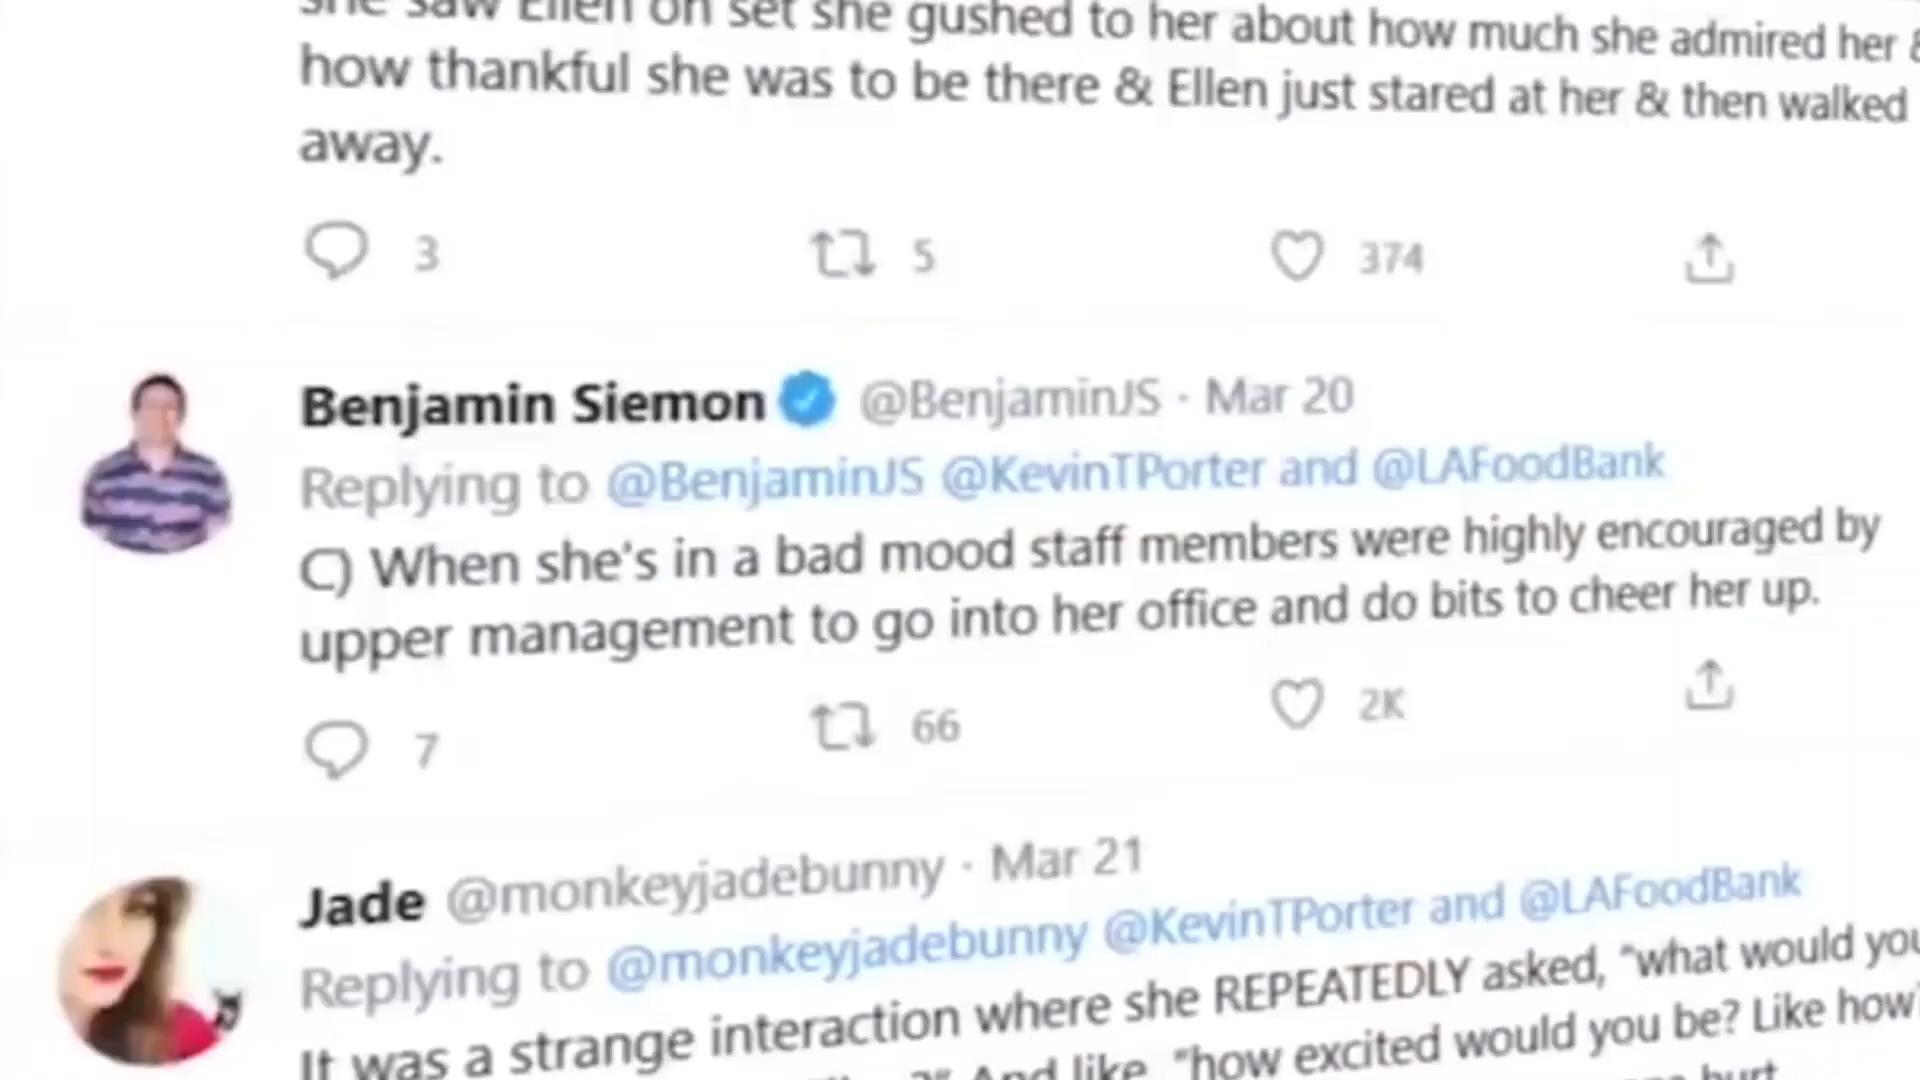 she saw Ellen on set she gushed to her about how much she admired her &
how thankful she was to be there & Ellen just stared at her & then walked
away.
3 5 374
Benjamin Siemon @BenjaminJS · Mar 20
Replying to @BenjaminJS @KevinTPorter and @LAFoodBank
C) When she's in a bad mood staff members were highly encouraged by
upper management to go into her office and do bits to cheer her up.
7 66 2K
Jade @monkeyjadebunny · Mar 21
Replying to @monkeyjadebunny @KevinTPorter and @LAFoodBank
It was a strange interaction where she REPEATEDLY asked, "what would you
And like, "how excited would you be? Like how
hurt